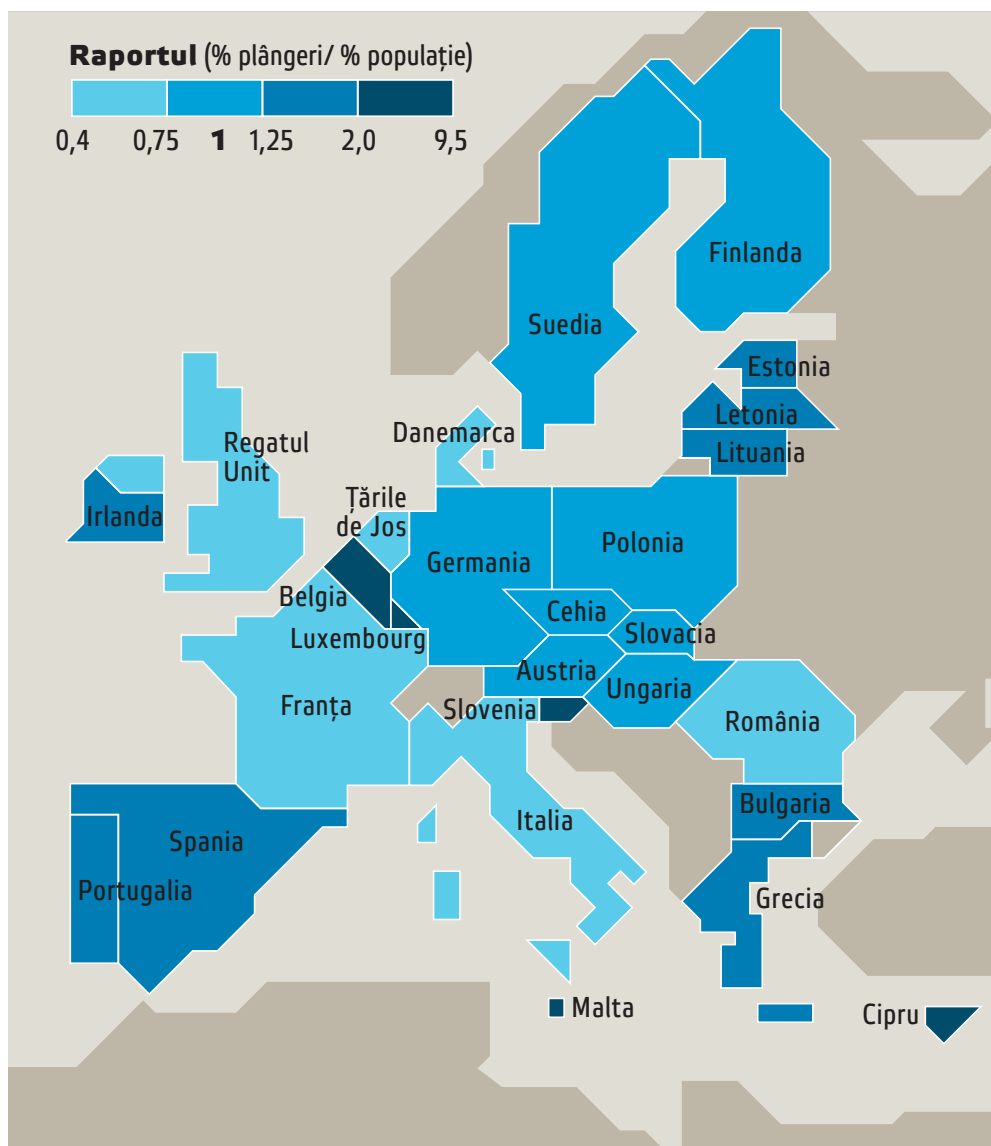 Raportul (% plângeri/ % populație)
0,4 0,75 1 1,25 2,0 9,5
Finlanda
Suedia
Estonia
Letonia
Lituania
Danemarca
Regatul
Unit
Irlanda
Țările
de Jos
Germania
Polonia
Belgia
Luxembourg
Cehia
Slovacia
Austria
Ungaria
Franța
Slovenia
România
Bulgaria
Italia
Spania
Portugalia
Grecia
Malta
Cipru